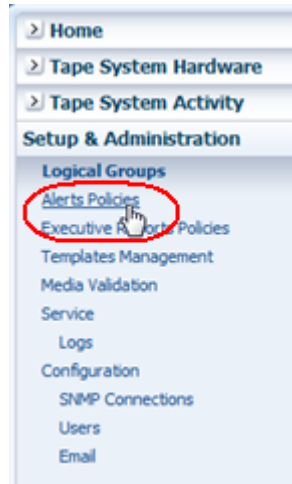 Home
Tape System Hardware
Tape System Activity
Setup & Administration
Logical Groups
Alerts Policies
Executive Reports Policies
Templates Management
Media Validation
Service
Logs
Configuration
SNMP Connections
Users
Email